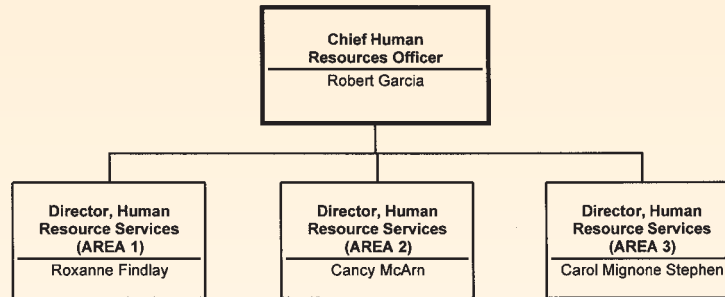 Chief Human
Resources Officer
Robert Garcia
Director, Human
Resource Services
(AREA 1)
Roxanne Findlay
Director, Human
Resource Services
(AREA 2)
Cancy McArn
Director, Human
Resource Services
(AREA 3)
Carol Mignone Stephen